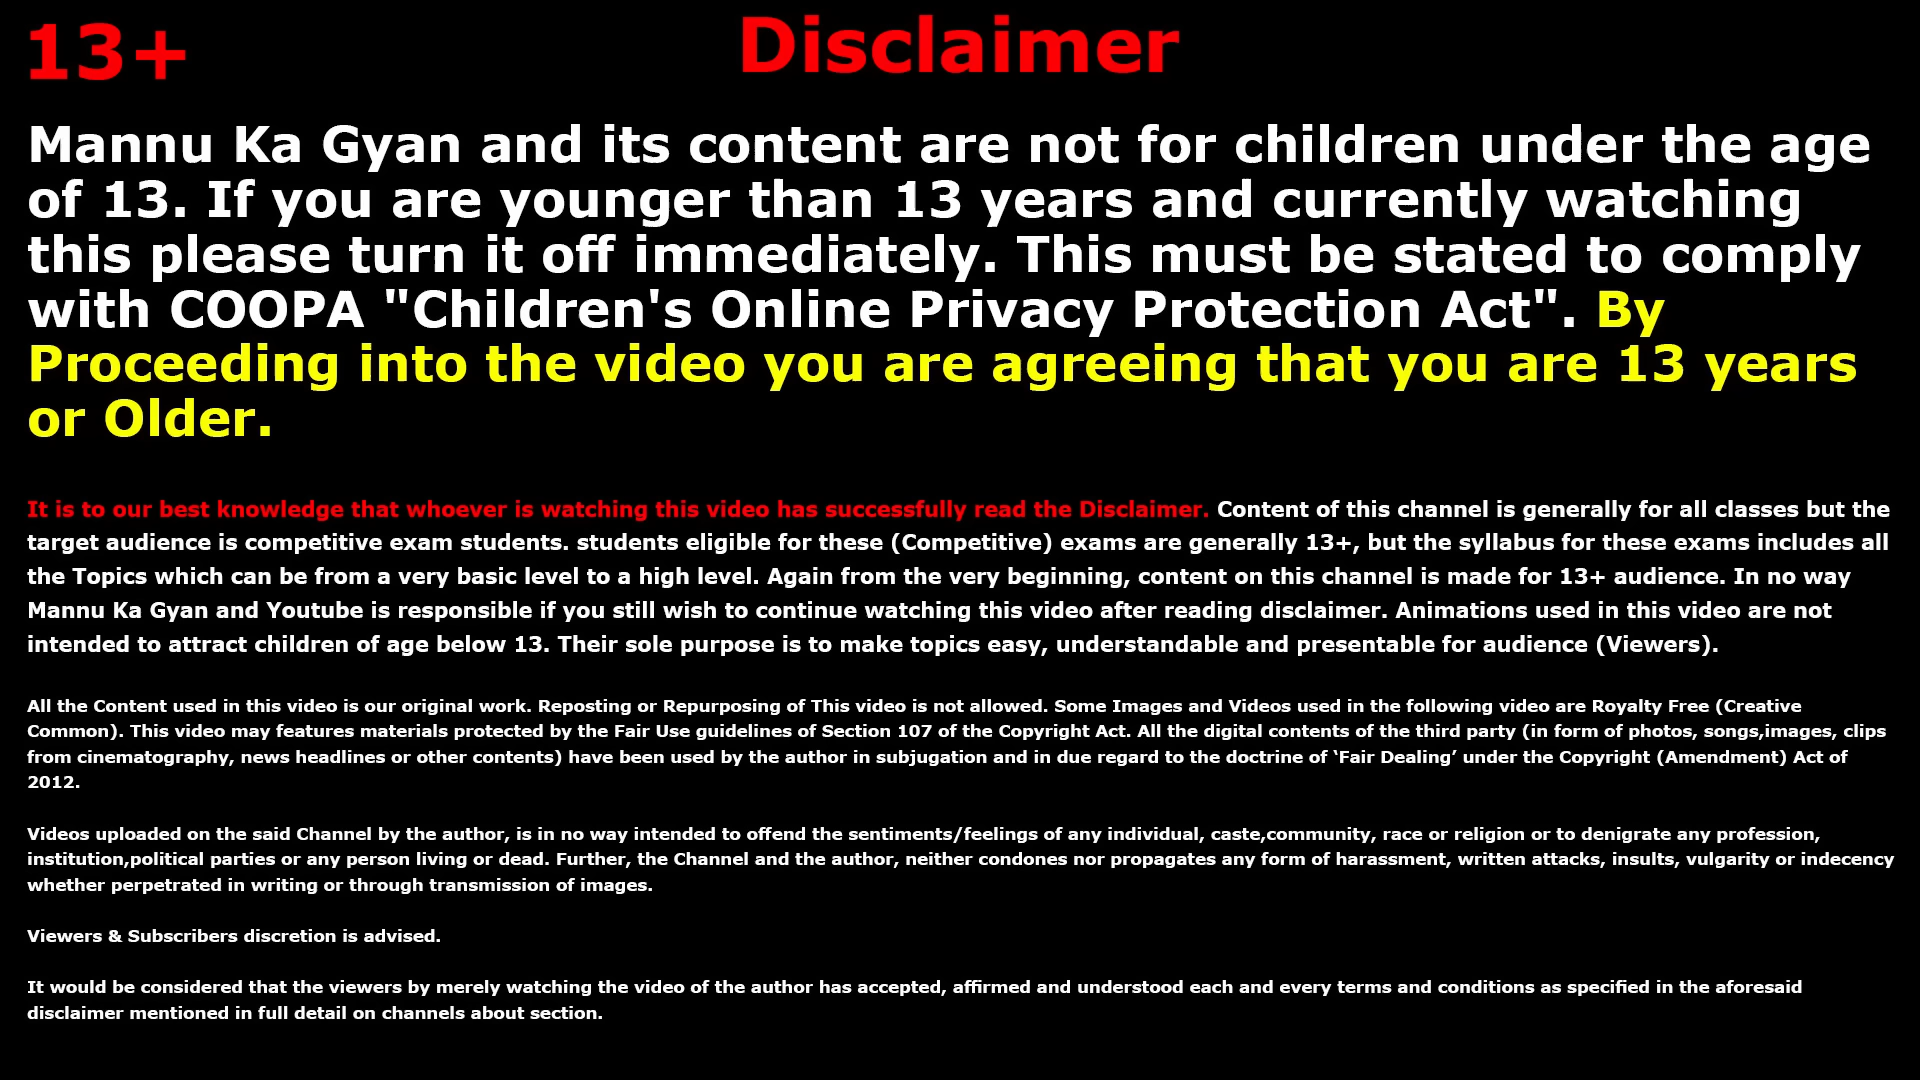 13+
Disclaimer
Mannu Ka Gyan and its content are not for children under the age
of 13. If you are younger than 13 years and currently watching
this please turn it off immediately. This must be stated to comply
with COOPA "Children's Online Privacy Protection Act". By
Proceeding into the video you are agreeing that you are 13 years
or Older.
It is to our best knowledge that whoever is watching this video has successfully read the Disclaimer. Content of this channel is generally for all classes but the
target audience is competitive exam students. students eligible for these (Competitive) exams are generally 13+, but the syllabus for these exams includes all
the Topics which can be from a very basic level to a high level. Again from the very beginning, content on this channel is made for 13+ audience. In no way
Mannu Ka Gyan and Youtube is responsible if you still wish to continue watching this video after reading disclaimer. Animations used in this video are not
intended to attract children of age below 13. Their sole purpose is to make topics easy, understandable and presentable for audience (Viewers).
All the Content used in this video is our original work. Reposting or Repurposing of This video is not allowed. Some Images and Videos used in the following video are Royalty Free (Creative
Common). This video may features materials protected by the Fair Use guidelines of Section 107 of the Copyright Act. All the digital contents of the third party (in form of photos, songs,images, clips
from cinematography, news headlines or other contents) have been used by the author in subjugation and in due regard to the doctrine of ‘Fair Dealing’ under the Copyright (Amendment) Act of
2012.
Videos uploaded on the said Channel by the author, is in no way intended to offend the sentiments/feelings of any individual, caste,community, race or religion or to denigrate any profession,
institution,political parties or any person living or dead. Further, the Channel and the author, neither condones nor propagates any form of harassment, written attacks, insults, vulgarity or indecency
whether perpetrated in writing or through transmission of images.
Viewers & Subscribers discretion is advised.
It would be considered that the viewers by merely watching the video of the author has accepted, affirmed and understood each and every terms and conditions as specified in the aforesaid
disclaimer mentioned in full detail on channels about section.